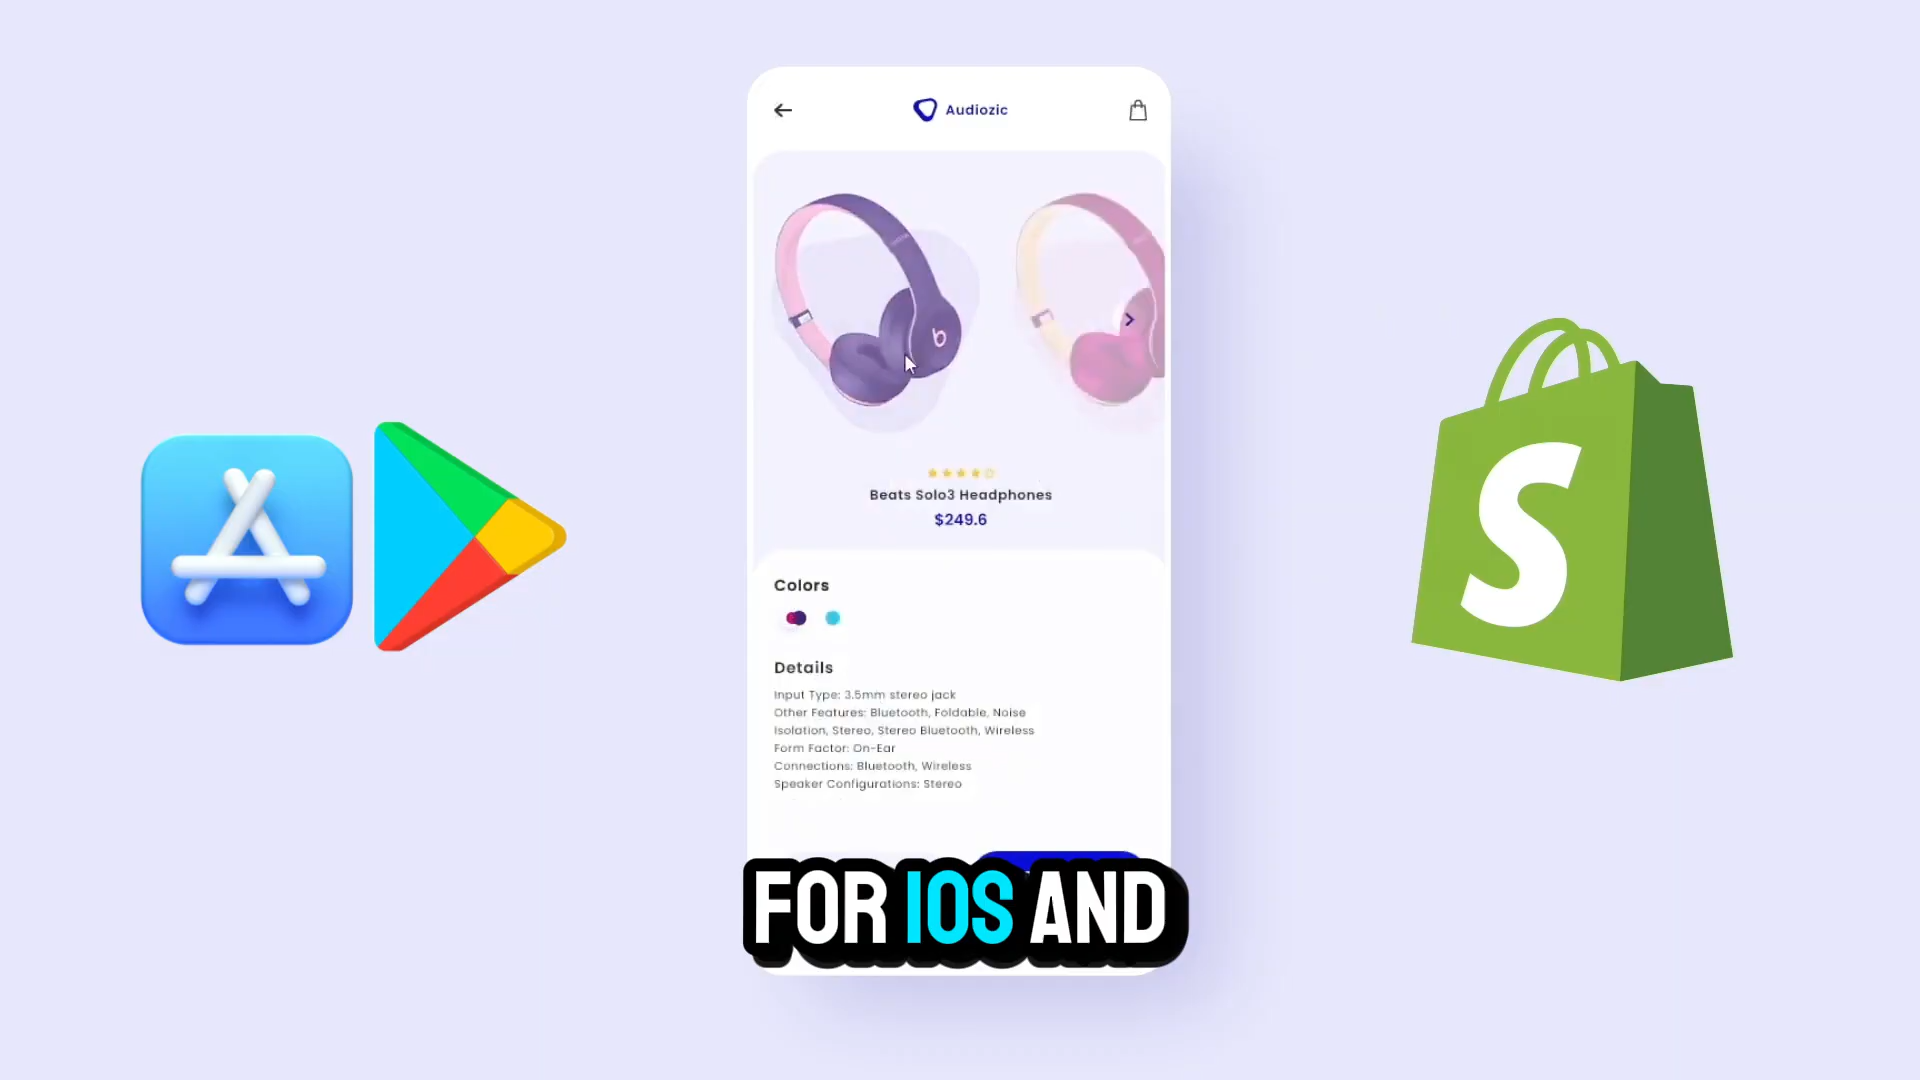 Audiozic
b
Beats Solo3 Headphones
$249.6
Colors
Details
Input Type: 3.5mm stereo jack
Other Features: Bluetooth, Foldable, Noise
Isolation, Stereo, Stereo Bluetooth, Wireless
Form Factor: On-Ear
Connections: Bluetooth, Wireless
Speaker Configurations: Stereo
FOR IOS AND
S